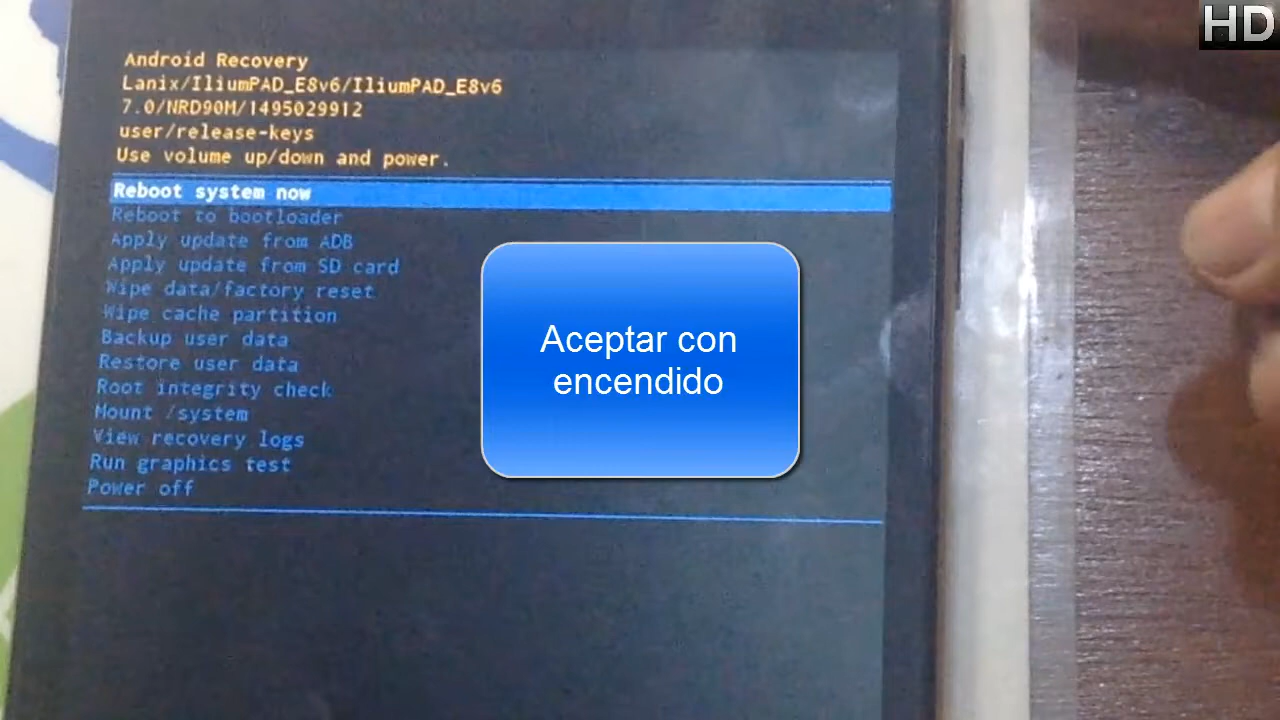 HD
Android Recovery
Lanix/IliumPAD_E8v6/IliumPAD_E8v6
7.0/NRD90M/1495029912
user/release-keys
Use volume up/down and power.
Reboot system now
Reboot to bootloader
Apply update from ADB
Apply update from SD card
Wipe data/factory reset
Wipe cache partition
Backup user data
Restore user data
Root integrity check
Mount /system
View recovery logs
Run graphics test
Power off
Aceptar con
encendido